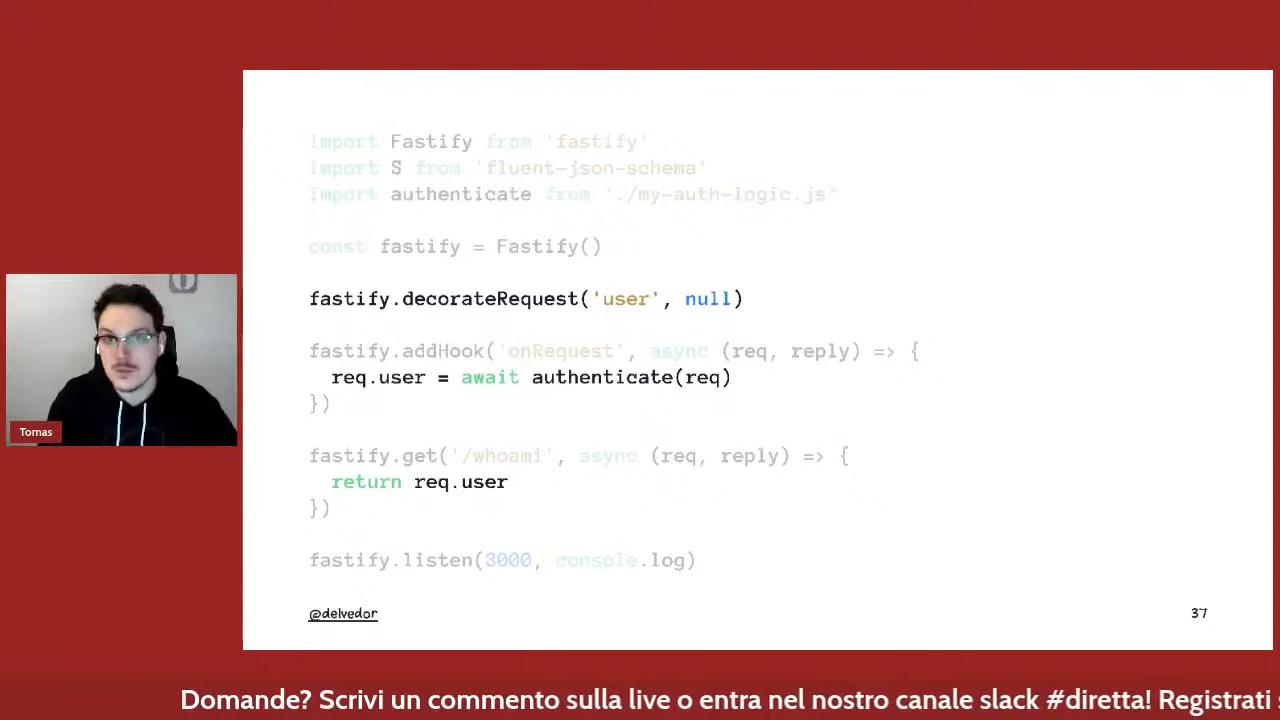 import Fastify from 'fastify'
import S from 'fluent-json-schema'
import authenticate from './my-auth-logic.js'
const fastify = Fastify()
fastify.decorateRequest('user', null)
fastify.addHook('onRequest', async (req, reply) => {
req.user = await authenticate(req)
})
fastify.get('/whoami', async (req, reply) => {
return req.user
})
fastify.listen(3000, console.log)
Tomas
@delvedor
37
Domande? Scrivi un commento sulla live o entra nel nostro canale slack #diretta! Registrati